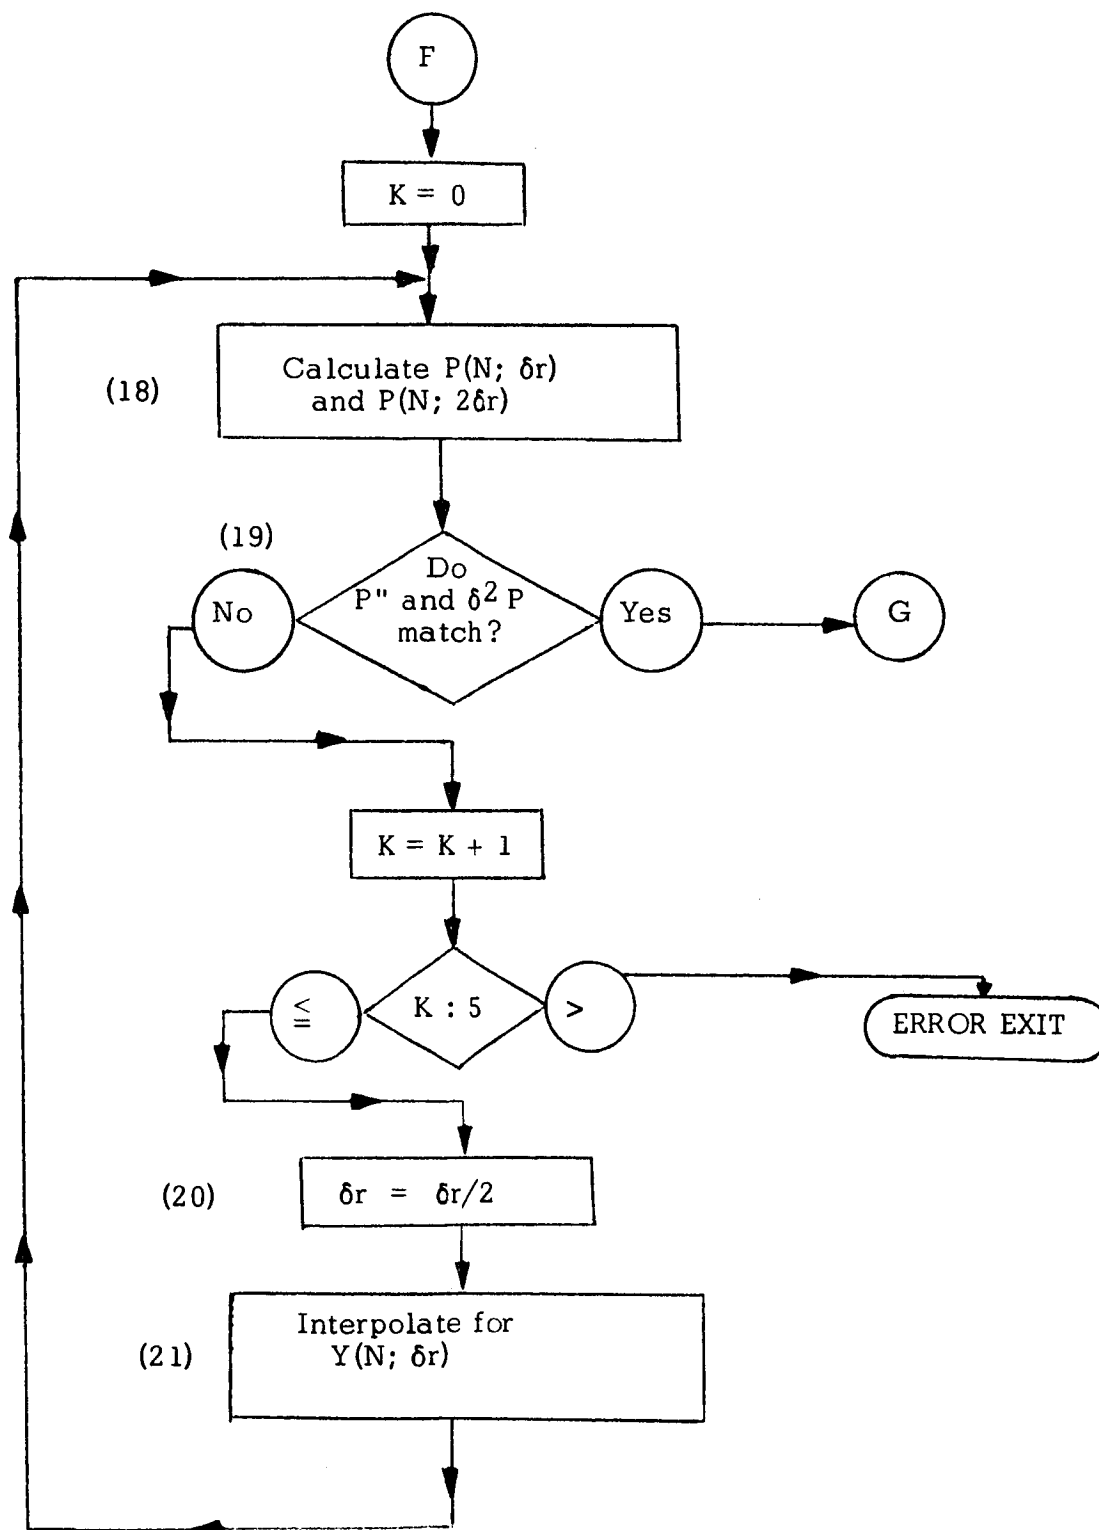 F
K = 0
(18)
Calculate P(N; δr)
and P(N; 2δr)
(19)
No
Do
P" and δ² P
match?
Yes
G
K = K + 1
≦
K : 5
>
ERROR EXIT
(20)
δr = δr/2
(21)
Interpolate for
Y(N; δr)